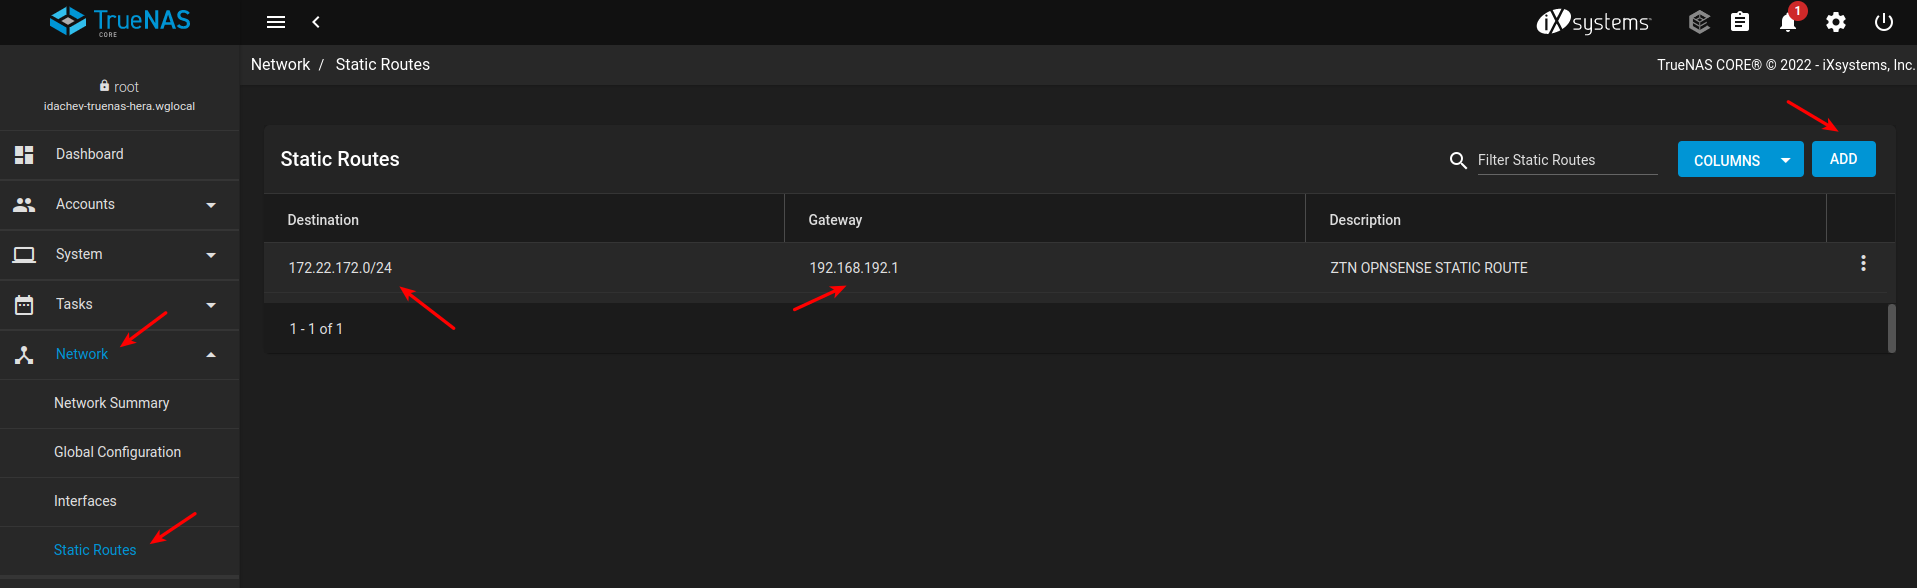 TrueNAS
CORE
iXsystems
1
root
idachev-truenas-hera.wglocal
Network / Static Routes
TrueNAS CORE® © 2022 - iXsystems, Inc.
Dashboard
Accounts
System
Tasks
Network
Network Summary
Global Configuration
Interfaces
Static Routes
Static Routes
Filter Static Routes
COLUMNS
ADD
Destination Gateway Description
172.22.172.0/24 192.168.192.1 ZTN OPNSENSE STATIC ROUTE
1 - 1 of 1